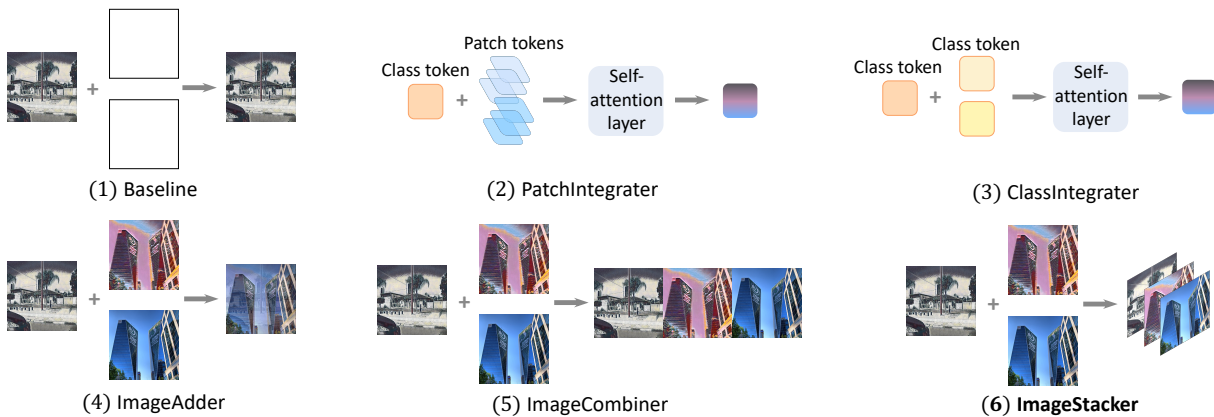 Patch tokens
Class token
Self-
attention
layer
Class token
Class token
Self-
attention
layer
(1) Baseline
(2) PatchIntegrater
(3) ClassIntegrater
(4) ImageAdder
(5) ImageCombiner
(6) ImageStacker